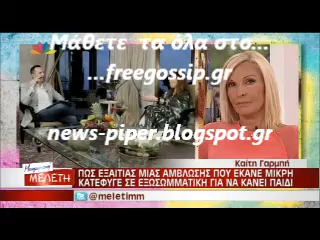 Μάθετε τα όλα στο...
...freegossip.gr
news-piper.blogspot.gr
Καίτη Γαρμπή
ΜΕΛΕΤΗ
ΠΩΣ ΕΞΑΙΤΙΑΣ ΜΙΑΣ ΑΜΒΛΩΣΗΣ ΠΟΥ ΕΚΑΝΕ ΜΙΚΡΗ
ΚΑΤΕΦΥΓΕ ΣΕ ΕΞΩΣΩΜΜΑΤΙΚΗ ΓΙΑ ΝΑ ΚΑΝΕΙ ΠΑΙΔΙ
@meletimm